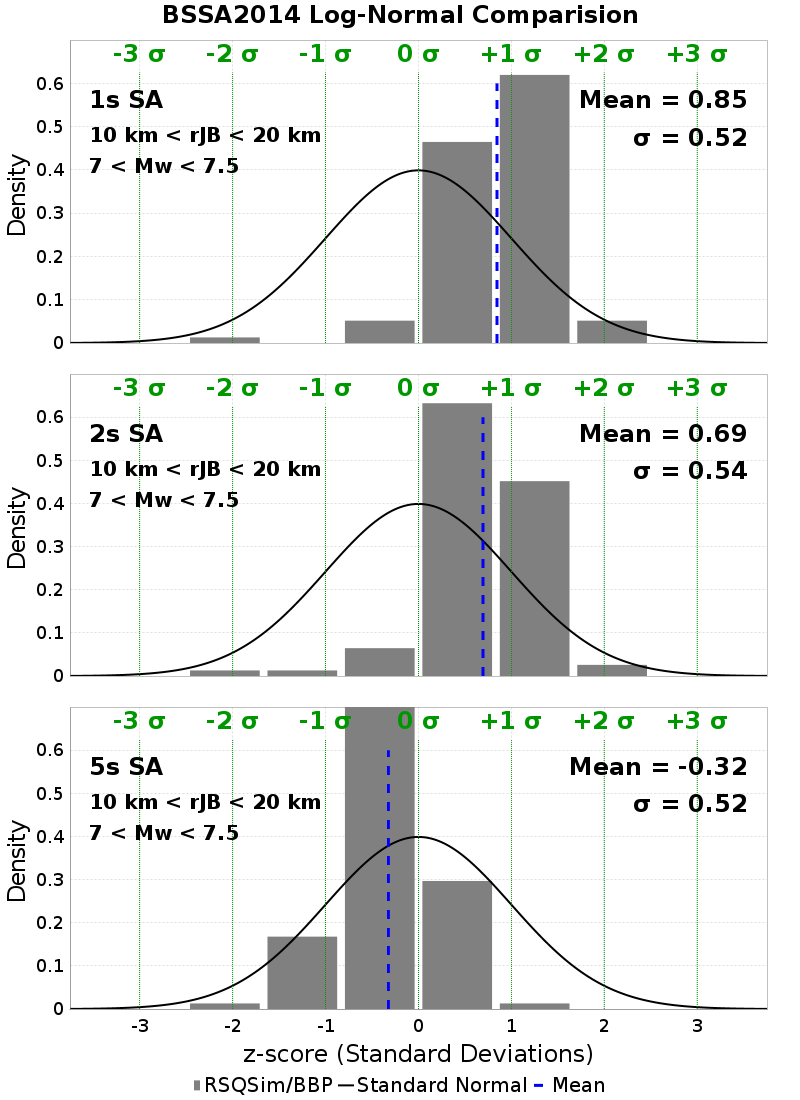 BSSA2014 Log-Normal Comparision
-3 σ -2 σ -1 σ 0 σ +1 σ +2 σ +3 σ
1s SA
Mean = 0.85
10 km < rJB < 20 km
σ = 0.52
7 < Mw < 7.5
Density
0.6
0.5
0.4
0.3
0.2
0.1
0
-3 σ -2 σ -1 σ 0 σ +1 σ +2 σ +3 σ
2s SA
Mean = 0.69
10 km < rJB < 20 km
σ = 0.54
7 < Mw < 7.5
Density
0.6
0.5
0.4
0.3
0.2
0.1
0
-3 σ -2 σ -1 σ 0 σ +1 σ +2 σ +3 σ
5s SA
Mean = -0.32
10 km < rJB < 20 km
σ = 0.52
7 < Mw < 7.5
Density
0.6
0.5
0.4
0.3
0.2
0.1
0
-3 -2 -1 0 1 2 3
z-score (Standard Deviations)
RSQSim/BBP Standard Normal Mean